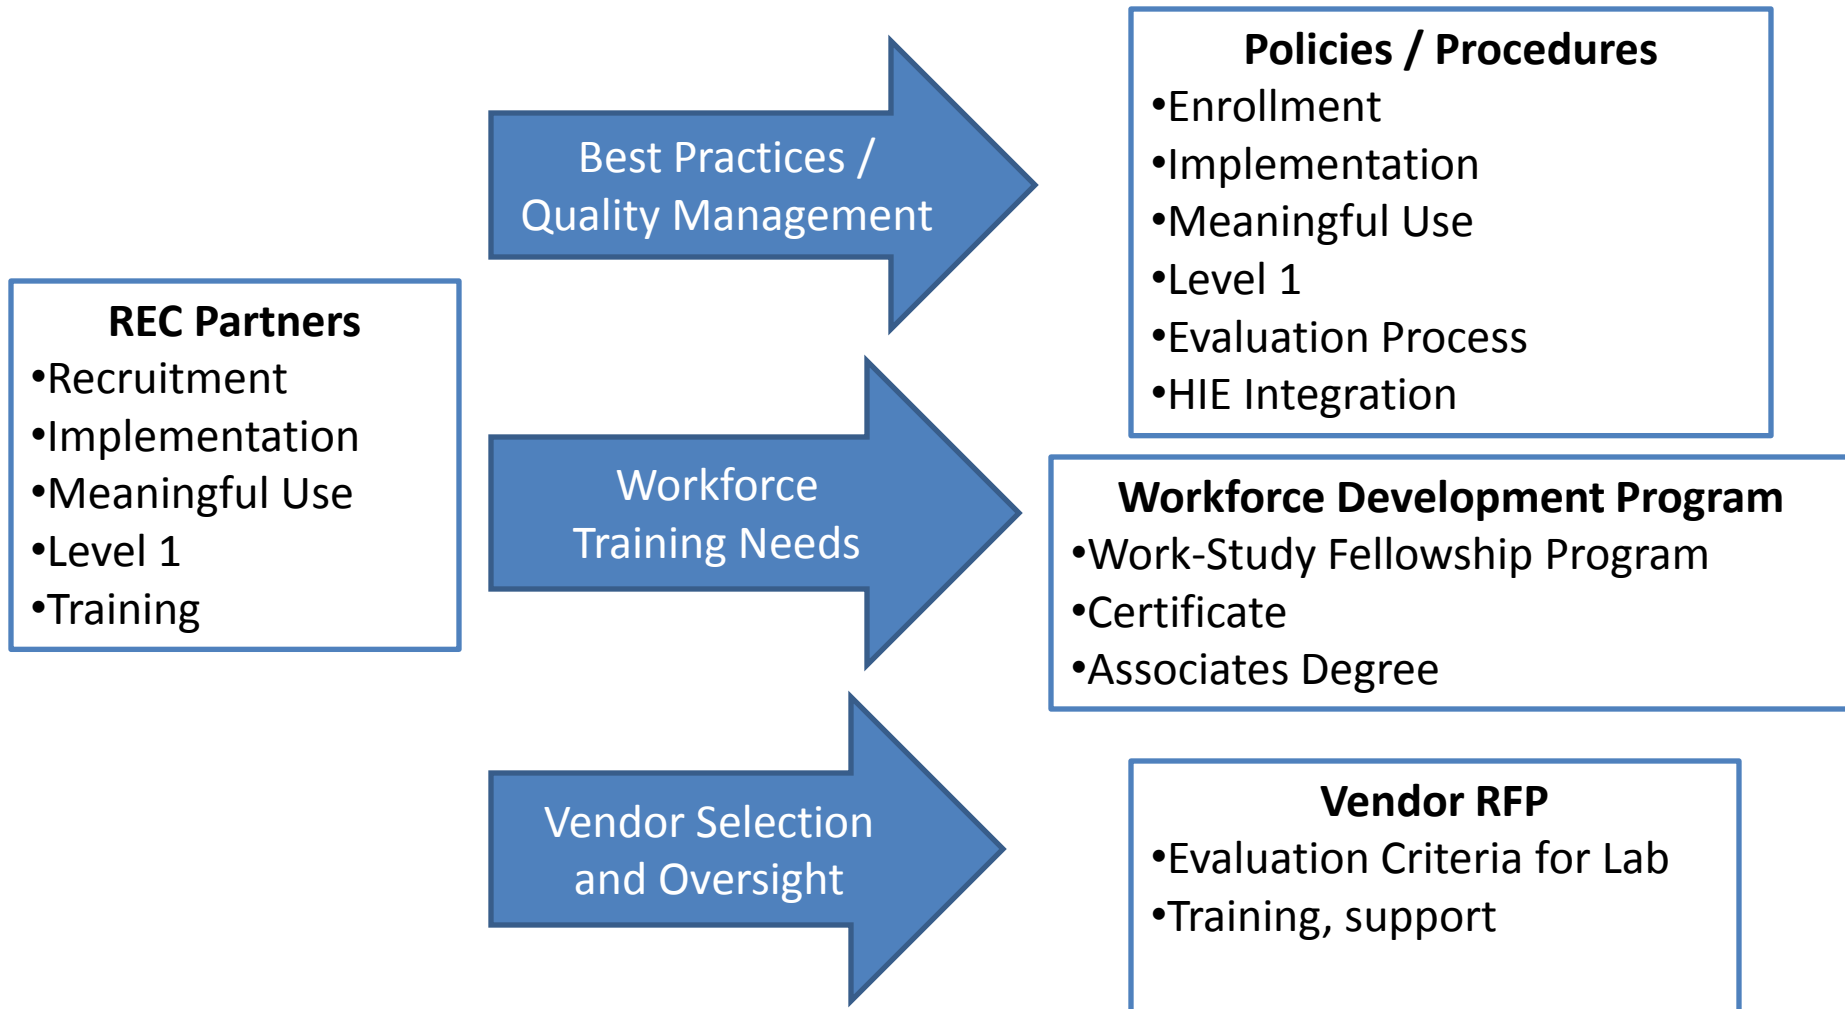 REC Partners
•Recruitment
•Implementation
•Meaningful Use
•Level 1
•Training
Best Practices /
Quality Management
Workforce
Training Needs
Vendor Selection
and Oversight
Policies / Procedures
•Enrollment
•Implementation
•Meaningful Use
•Level 1
•Evaluation Process
•HIE Integration
Workforce Development Program
•Work-Study Fellowship Program
•Certificate
•Associates Degree
Vendor RFP
•Evaluation Criteria for Lab
•Training, support